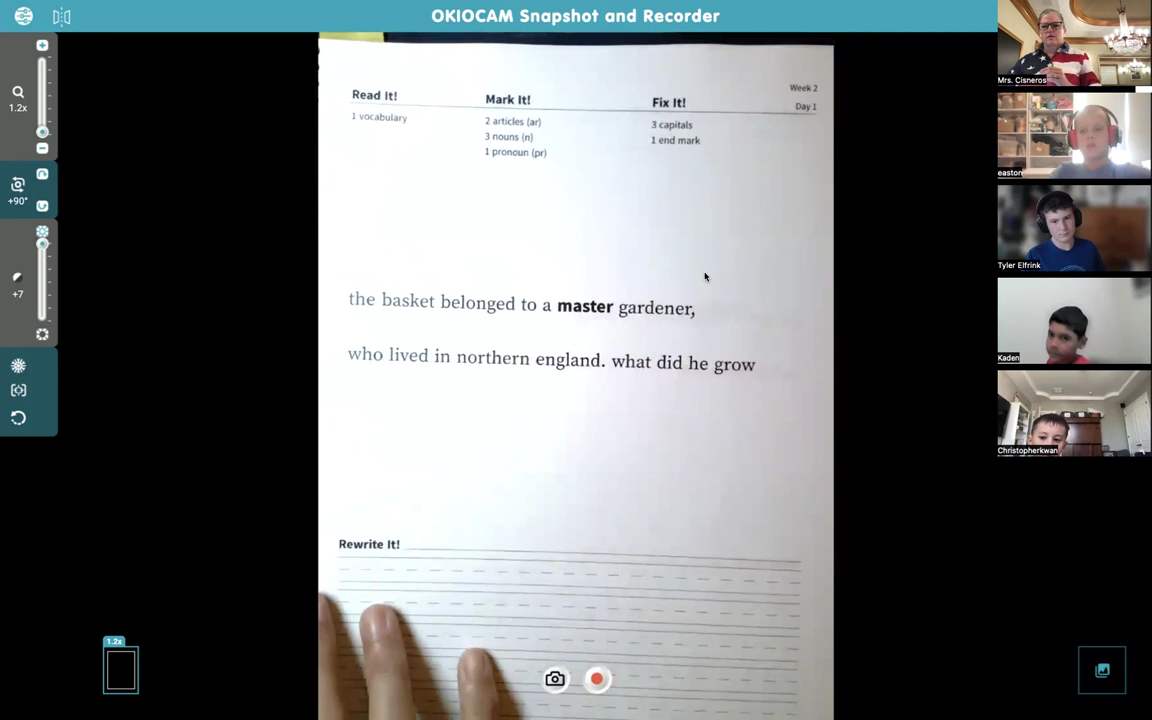 OKIOCAM Snapshot and Recorder
1.2x
+90°
+7
Read It!
1 vocabulary
Mark It!
2 articles (ar)
3 nouns (n)
1 pronoun (pr)
Fix It!
3 capitals
1 end mark
Week 2
Day 1
the basket belonged to a master gardener,
who lived in northern england. what did he grow
Rewrite It!
1.2x
Mrs. Cisneros
easton
Tyler Elfrink
Kaden
Christopherkwan